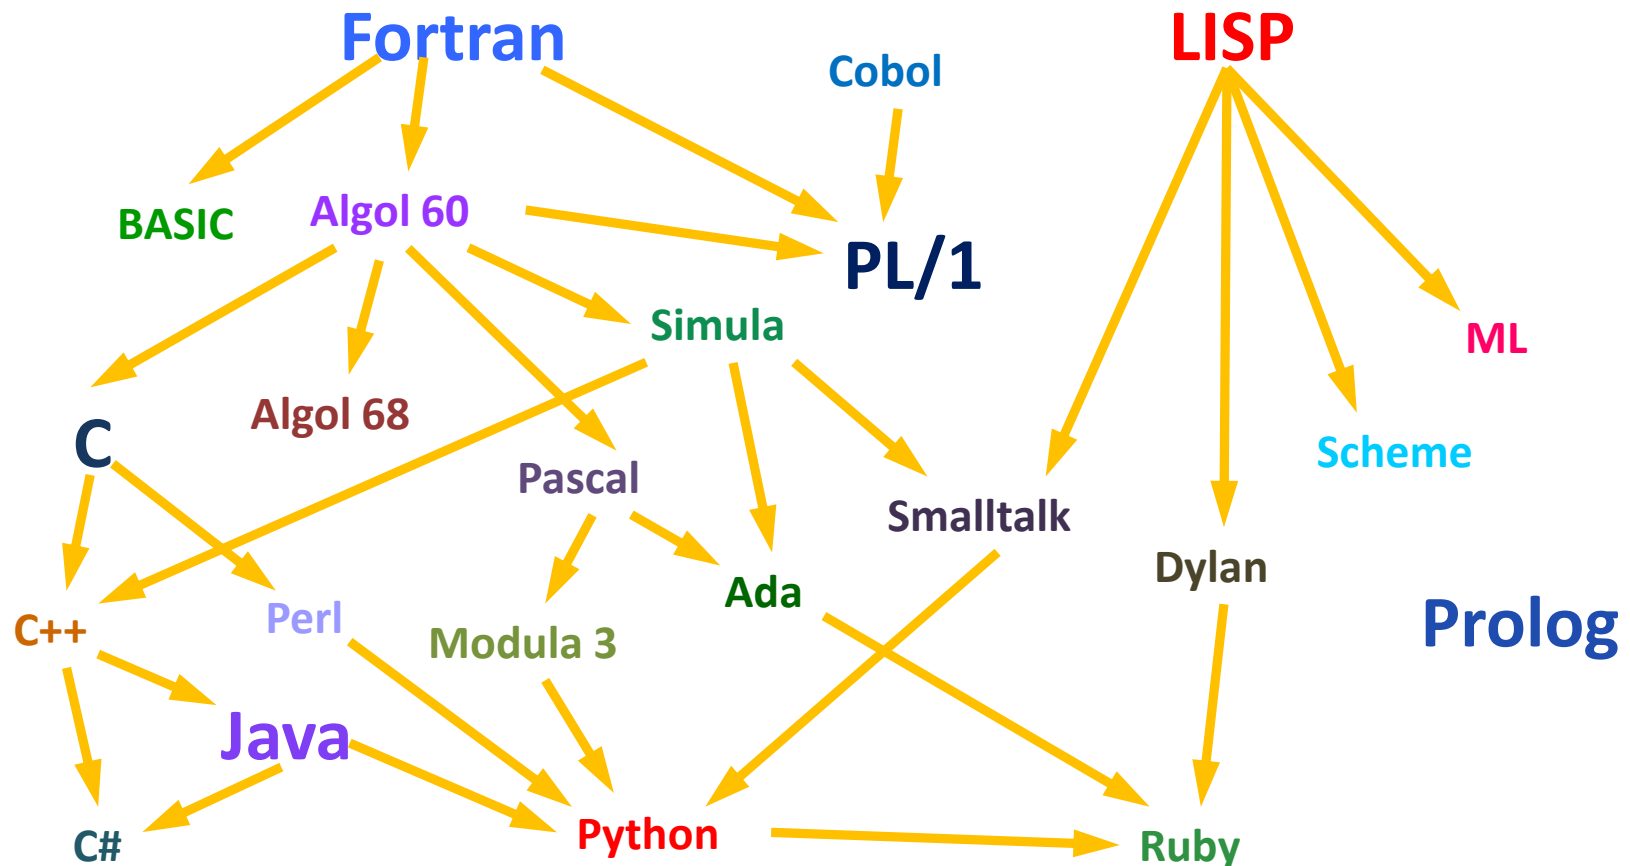 Fortran
LISP
Cobol
BASIC
Algol 60
PL/1
Simula
ML
Algol 68
C
Scheme
Pascal
Smalltalk
Dylan
Ada
Perl
C++
Modula 3
Prolog
Java
Python
C#
Ruby